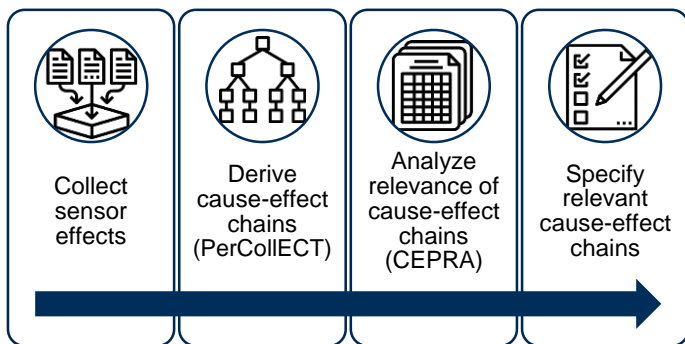 Collect
sensor
effects
Derive
cause-effect
chains
(PerCollECT)
Analyze
relevance of
cause-effect
chains
(CEPRA)
Specify
relevant
cause-effect
chains